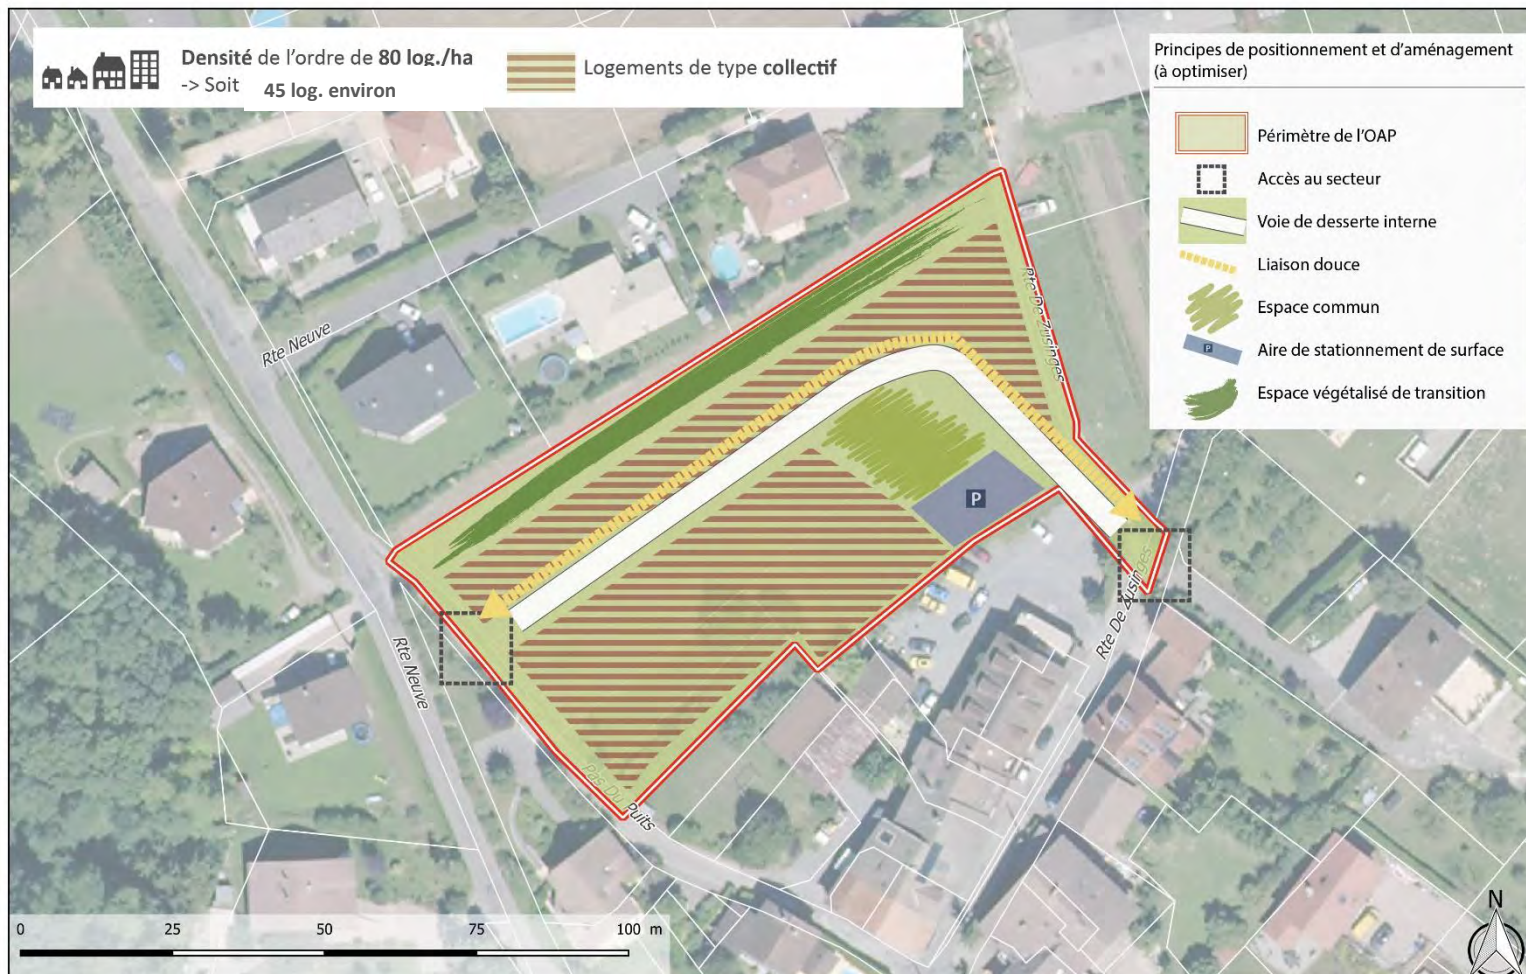 Densité de l'ordre de 80 log./ha
-> Soit 45 log. environ
Logements de type collectif
Principes de positionnement et d'aménagement
(à optimiser)
Périmètre de l'OAP
Accès au secteur
Voie de desserte interne
Liaison douce
Espace commun
P
Aire de stationnement de surface
Espace végétalisé de transition
Rte De Zusinges
Rte Neuve
P
Rte De Zusinges
Rte Neuve
Pas Du Puits
0 25 50 75 100 m
N